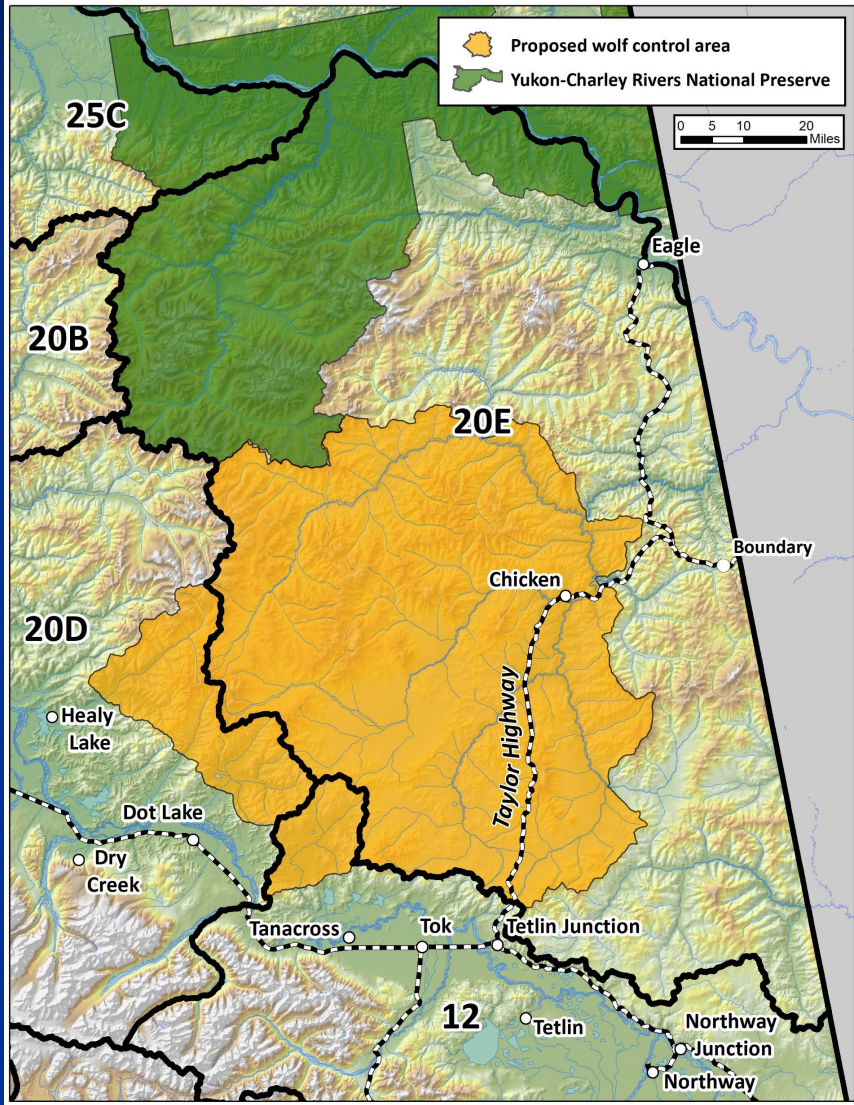 Proposed wolf control area
Yukon-Charley Rivers National Preserve
0 5 10 20
Miles
25C
Eagle
20B
20E
Boundary
Chicken
20D
Taylor Highway
Healy
Lake
Dot Lake
Dry
Creek
Tanacross
Tok
Tetlin Junction
12
Tetlin
Northway
Junction
Northway